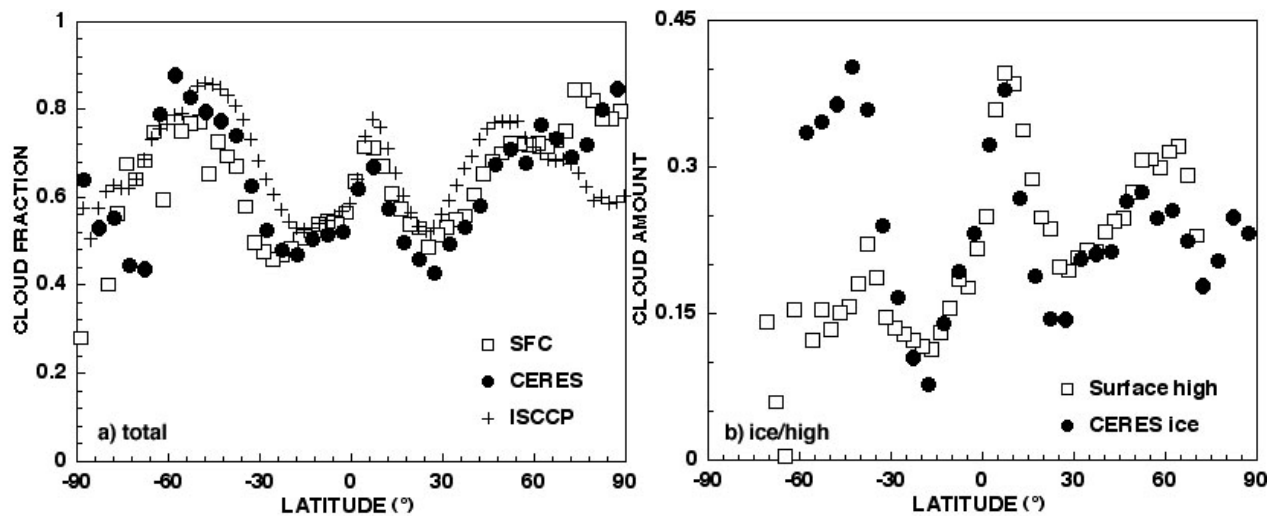 1
0.8
0.6
0.4
0.2
0
CLOUD FRACTION
SFC
CERES
ISCCP
a) total
-90 -60 -30 0 30 60 90
LATITUDE (°)
0.45
0.3
0.15
0
CLOUD AMOUNT
Surface high
CERES ice
b) ice/high
-90 -60 -30 0 30 60 90
LATITUDE (°)